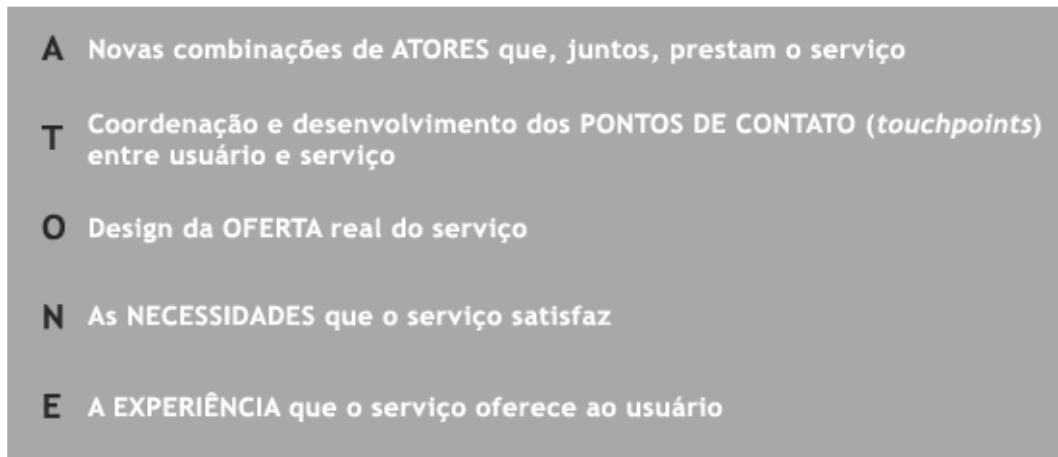 A Novas combinações de ATORES que, juntos, prestam o serviço
T Coordenação e desenvolvimento dos PONTOS DE CONTATO (touchpoints)
entre usuário e serviço
O Design da OFERTA real do serviço
N As NECESSIDADES que o serviço satisfaz
E A EXPERIÊNCIA que o serviço oferece ao usuário